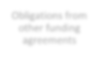 Obligations from
other funding
agreements